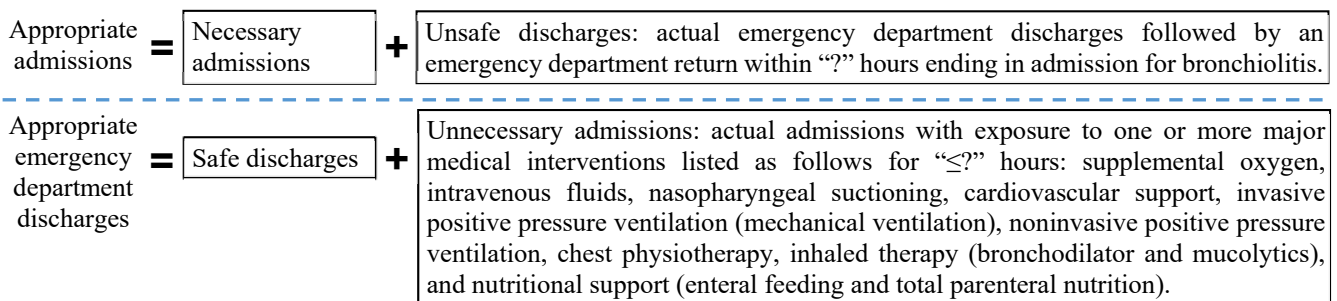 Appropriate admissions = Necessary admissions + Unsafe discharges: actual emergency department discharges followed by an
emergency department return within “?” hours ending in admission for bronchiolitis.
Appropriate emergency department discharges = Safe discharges + Unnecessary admissions: actual admissions with exposure to one or more major
medical interventions listed as follows for “≤?” hours: supplemental oxygen,
intravenous fluids, nasopharyngeal suctioning, cardiovascular support, invasive
positive pressure ventilation (mechanical ventilation), noninvasive positive pressure
ventilation, chest physiotherapy, inhaled therapy (bronchodilator and mucolytics),
and nutritional support (enteral feeding and total parenteral nutrition).